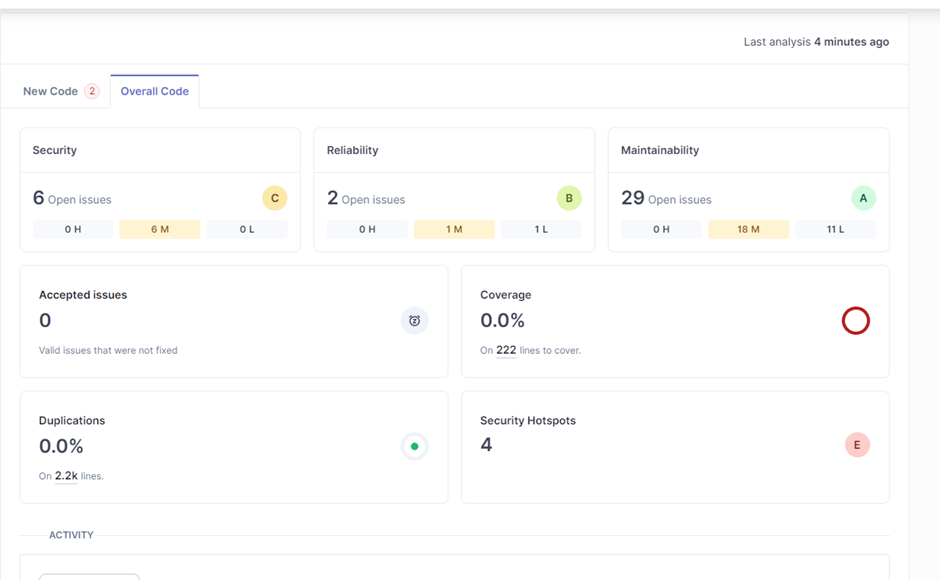 Last analysis 4 minutes ago
New Code 2 Overall Code
Security
6 Open issues C
0 H 6 M 0 L
Reliability
2 Open issues B
0 H 1 M 1 L
Maintainability
29 Open issues A
0 H 18 M 11 L
Accepted issues
0
Valid issues that were not fixed
Coverage
0.0%
On 222 lines to cover.
Duplications
0.0%
On 2.2k lines.
Security Hotspots
4 E
ACTIVITY